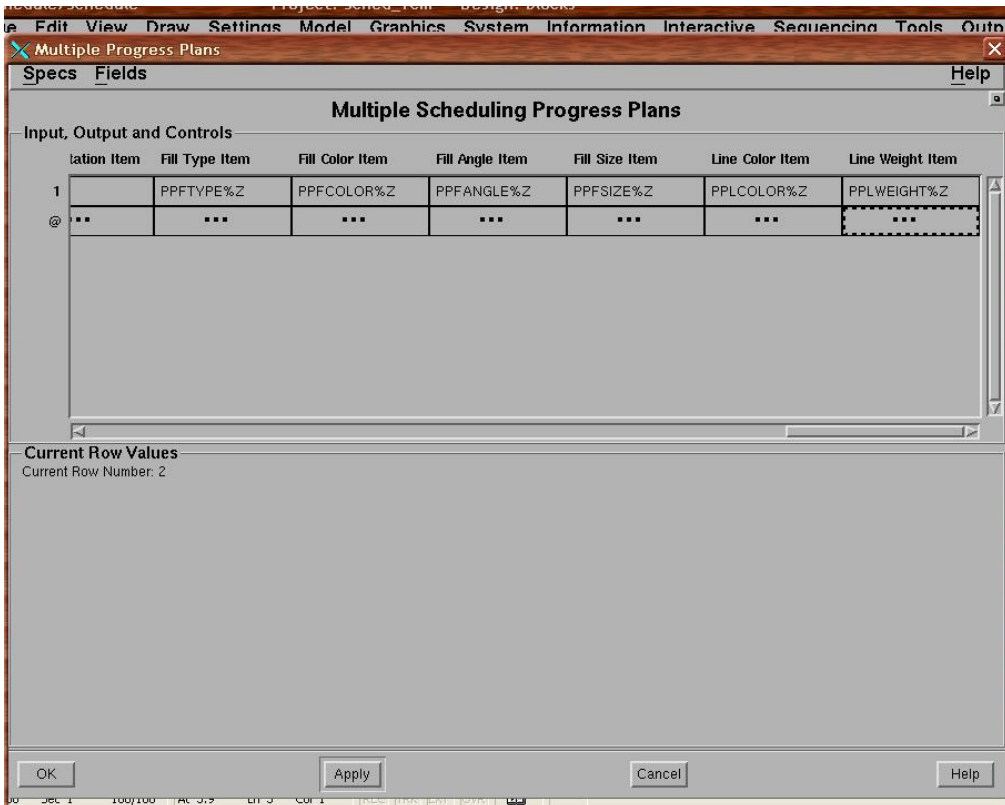 Edit View Draw Settings Model Graphics System Information Interactive Sequencing Tools Outp
Multiple Progress Plans
Specs Fields Help
Multiple Scheduling Progress Plans
Input, Output and Controls
tation Item Fill Type Item Fill Color Item Fill Angle Item Fill Size Item Line Color Item Line Weight Item
1 PPFTYPE%Z PPFCOLOR%Z PPFANGLE%Z PPFSIZE%Z PPLCOLOR%Z PPLWEIGHT%Z
@ ... ... ... ... ... ... ...
Current Row Values
Current Row Number: 2
OK Apply Cancel Help